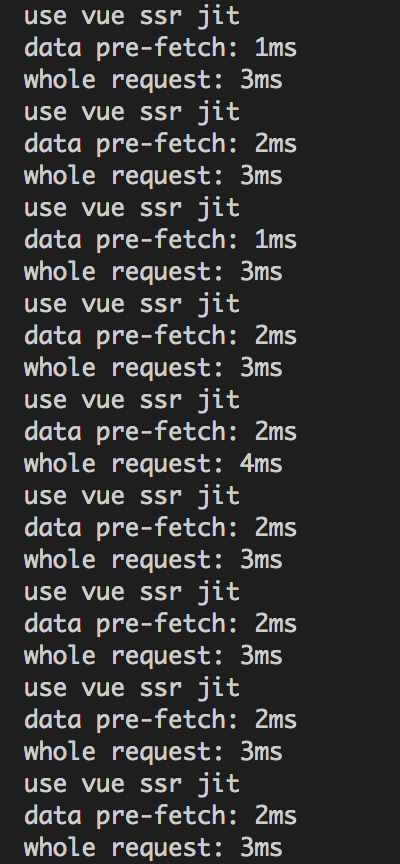 use vue ssr jit
data pre-fetch: 1ms
whole request: 3ms
use vue ssr jit
data pre-fetch: 2ms
whole request: 3ms
use vue ssr jit
data pre-fetch: 1ms
whole request: 3ms
use vue ssr jit
data pre-fetch: 2ms
whole request: 3ms
use vue ssr jit
data pre-fetch: 2ms
whole request: 4ms
use vue ssr jit
data pre-fetch: 2ms
whole request: 3ms
use vue ssr jit
data pre-fetch: 2ms
whole request: 3ms
use vue ssr jit
data pre-fetch: 2ms
whole request: 3ms
use vue ssr jit
data pre-fetch: 2ms
whole request: 3ms